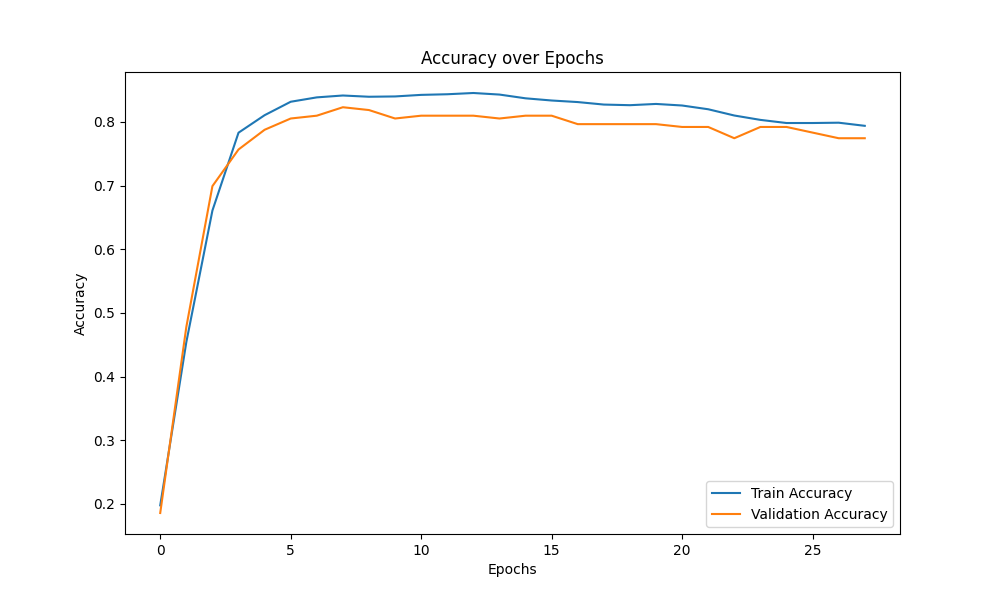 Accuracy over Epochs
Accuracy
0.8
0.7
0.6
0.5
0.4
0.3
0.2
0 5 10 15 20 25
Epochs
Train Accuracy
Validation Accuracy